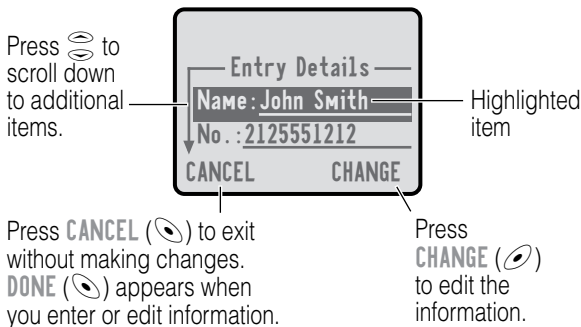 Press to
scroll down
to additional
items.
Entry Details
Name:John Smith
No.:2125551212
CANCEL CHANGE
Highlighted
item
Press CANCEL ( ) to exit
without making changes.
DONE ( ) appears when
you enter or edit information.
Press
CHANGE ( )
to edit the
information.